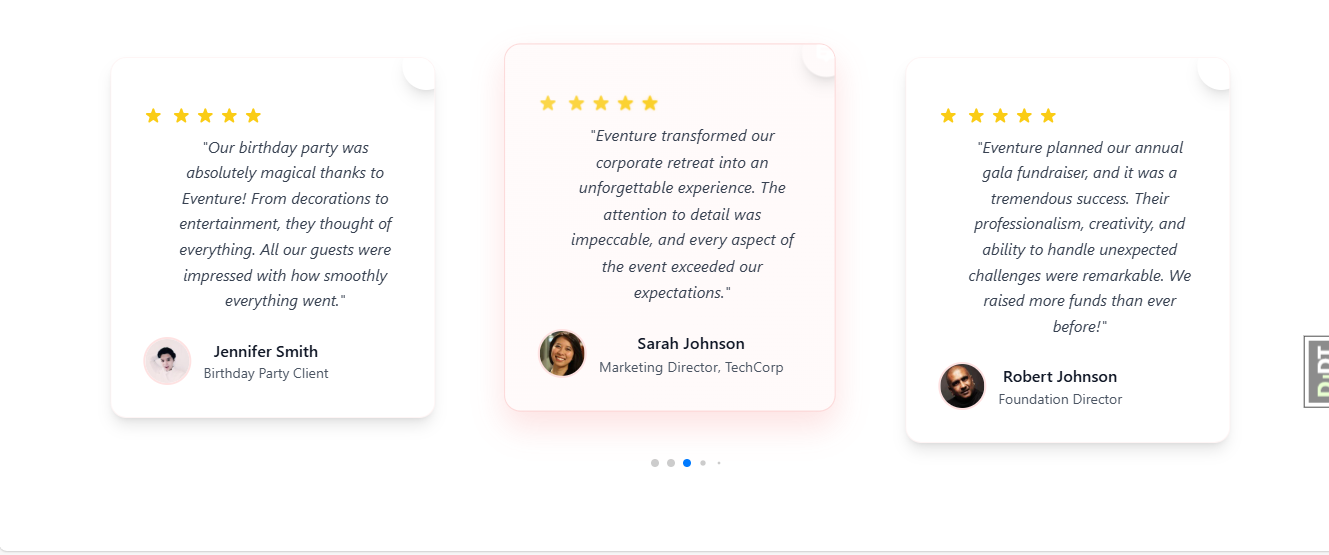 "Our birthday party was
absolutely magical thanks to
Eventure! From decorations to
entertainment, they thought of
everything. All our guests were
impressed with how smoothly
everything went."
Jennifer Smith
Birthday Party Client
"Eventure transformed our
corporate retreat into an
unforgettable experience. The
attention to detail was
impeccable, and every aspect of
the event exceeded our
expectations."
Sarah Johnson
Marketing Director, TechCorp
"Eventure planned our annual
gala fundraiser, and it was a
tremendous success. Their
professionalism, creativity, and
ability to handle unexpected
challenges were remarkable. We
raised more funds than ever
before!"
Robert Johnson
Foundation Director